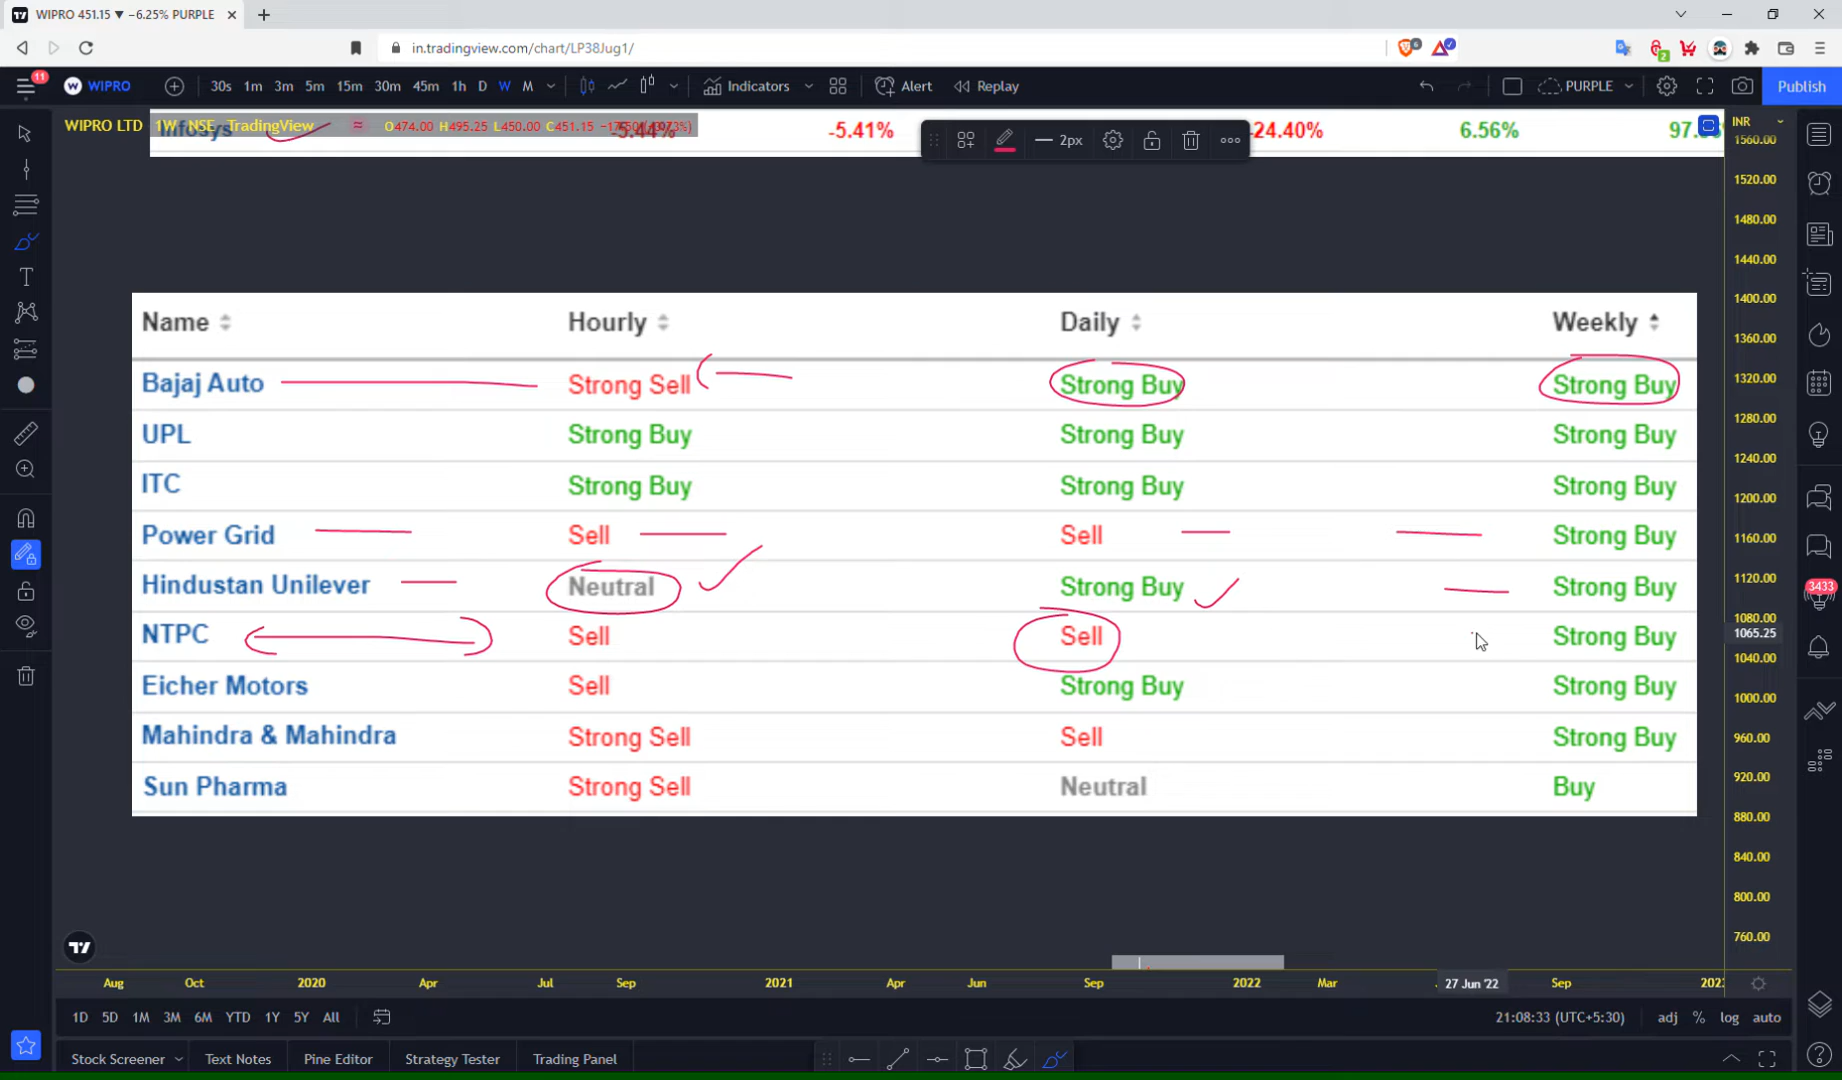 WIPRO 451.15 ▼ −6.25% PURPLE
in.tradingview.com/chart/LP38Jug1/
11 WIPRO 30s 1m 3m 5m 15m 30m 45m 1h D W M Indicators Alert Replay PURPLE Publish
WIPRO LTD 1W NSE TradingView O474.00 H495.25 L450.00 C451.15
Infosys -5.44% -5.41% -24.40% 6.56%
2px
INR
1560.00
1520.00
1480.00
1440.00
1400.00
1360.00
1320.00
1280.00
1240.00
1200.00
1160.00
1120.00
1080.00
1065.25
1040.00
1000.00
960.00
920.00
880.00
840.00
800.00
760.00
Name Hourly Daily Weekly
Bajaj Auto Strong Sell Strong Buy Strong Buy
UPL Strong Buy Strong Buy Strong Buy
ITC Strong Buy Strong Buy Strong Buy
Power Grid Sell Sell Strong Buy
Hindustan Unilever Neutral Strong Buy Strong Buy
NTPC Sell Sell Strong Buy
Eicher Motors Sell Strong Buy Strong Buy
Mahindra & Mahindra Strong Sell Sell Strong Buy
Sun Pharma Strong Sell Neutral Buy
3433
Aug Oct 2020 Apr Jul Sep 2021 Apr Jun Sep 2022 Mar 27 Jun '22 Sep
1D 5D 1M 3M 6M YTD 1Y 5Y All 21:08:33 (UTC+5:30) adj % log auto
Stock Screener Text Notes Pine Editor Strategy Tester Trading Panel